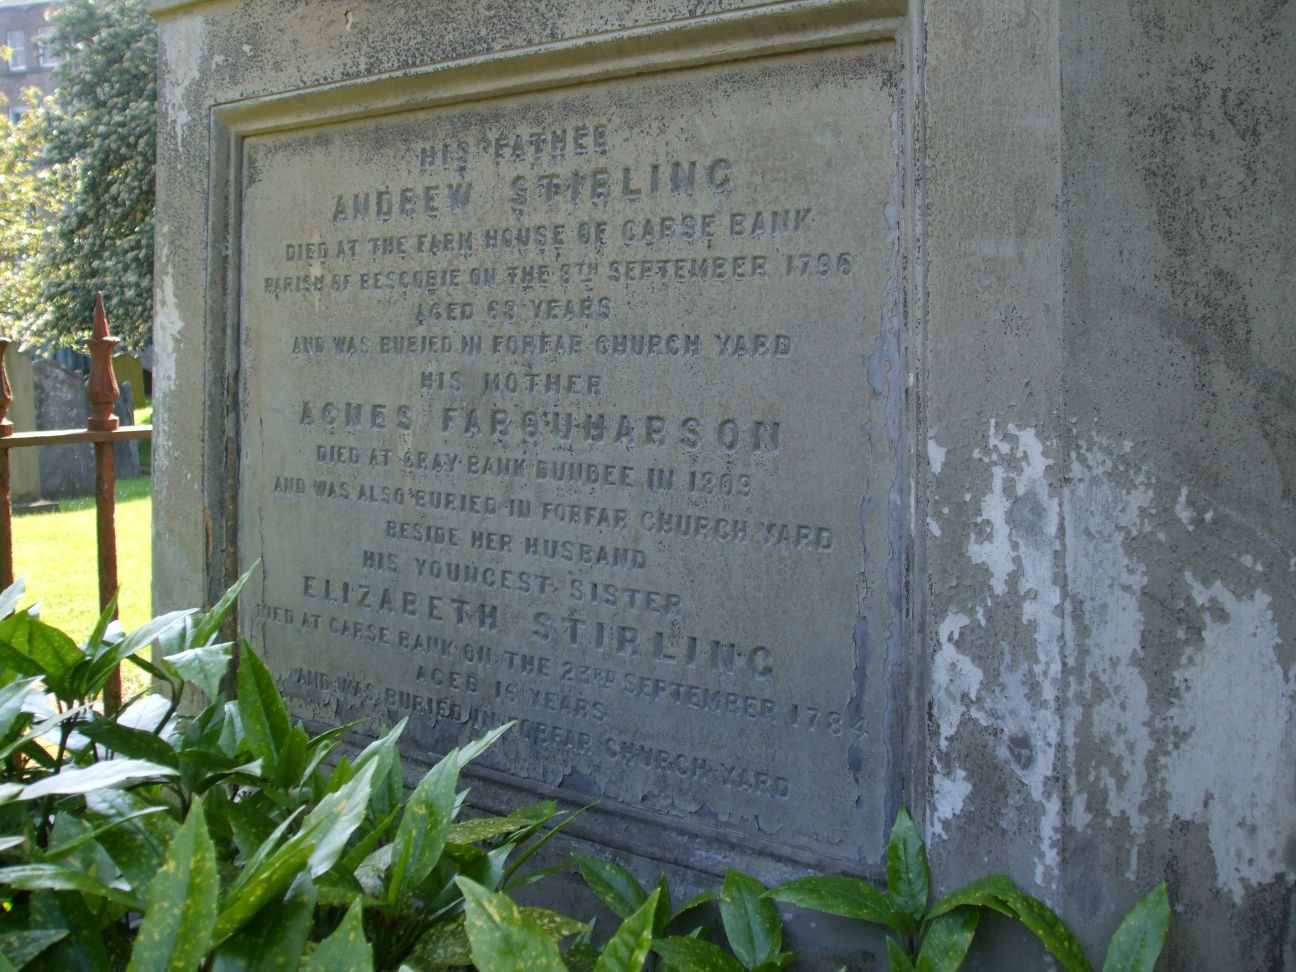 HIS FATHER
ANDREW STIRLING
DIED AT THE FARM HOUSE OF CARSE BANK
PARISH OF RESCOBIE ON THE 8TH SEPTEMBER 1796
AGED 68 YEARS
AND WAS BURIED IN FORFAR CHURCH YARD
HIS MOTHER
AGNES FARQUHARSON
DIED AT GRAY BANK DUNDEE IN 1809
AND WAS ALSO BURIED IN FORFAR CHURCH YARD
BESIDE HER HUSBAND
HIS YOUNGEST SISTER
ELIZABETH STIRLING
DIED AT CARSE BANK ON THE 23RD SEPTEMBER 1784
AGED 16 YEARS
AND WAS BURIED IN FORFAR CHURCH YARD